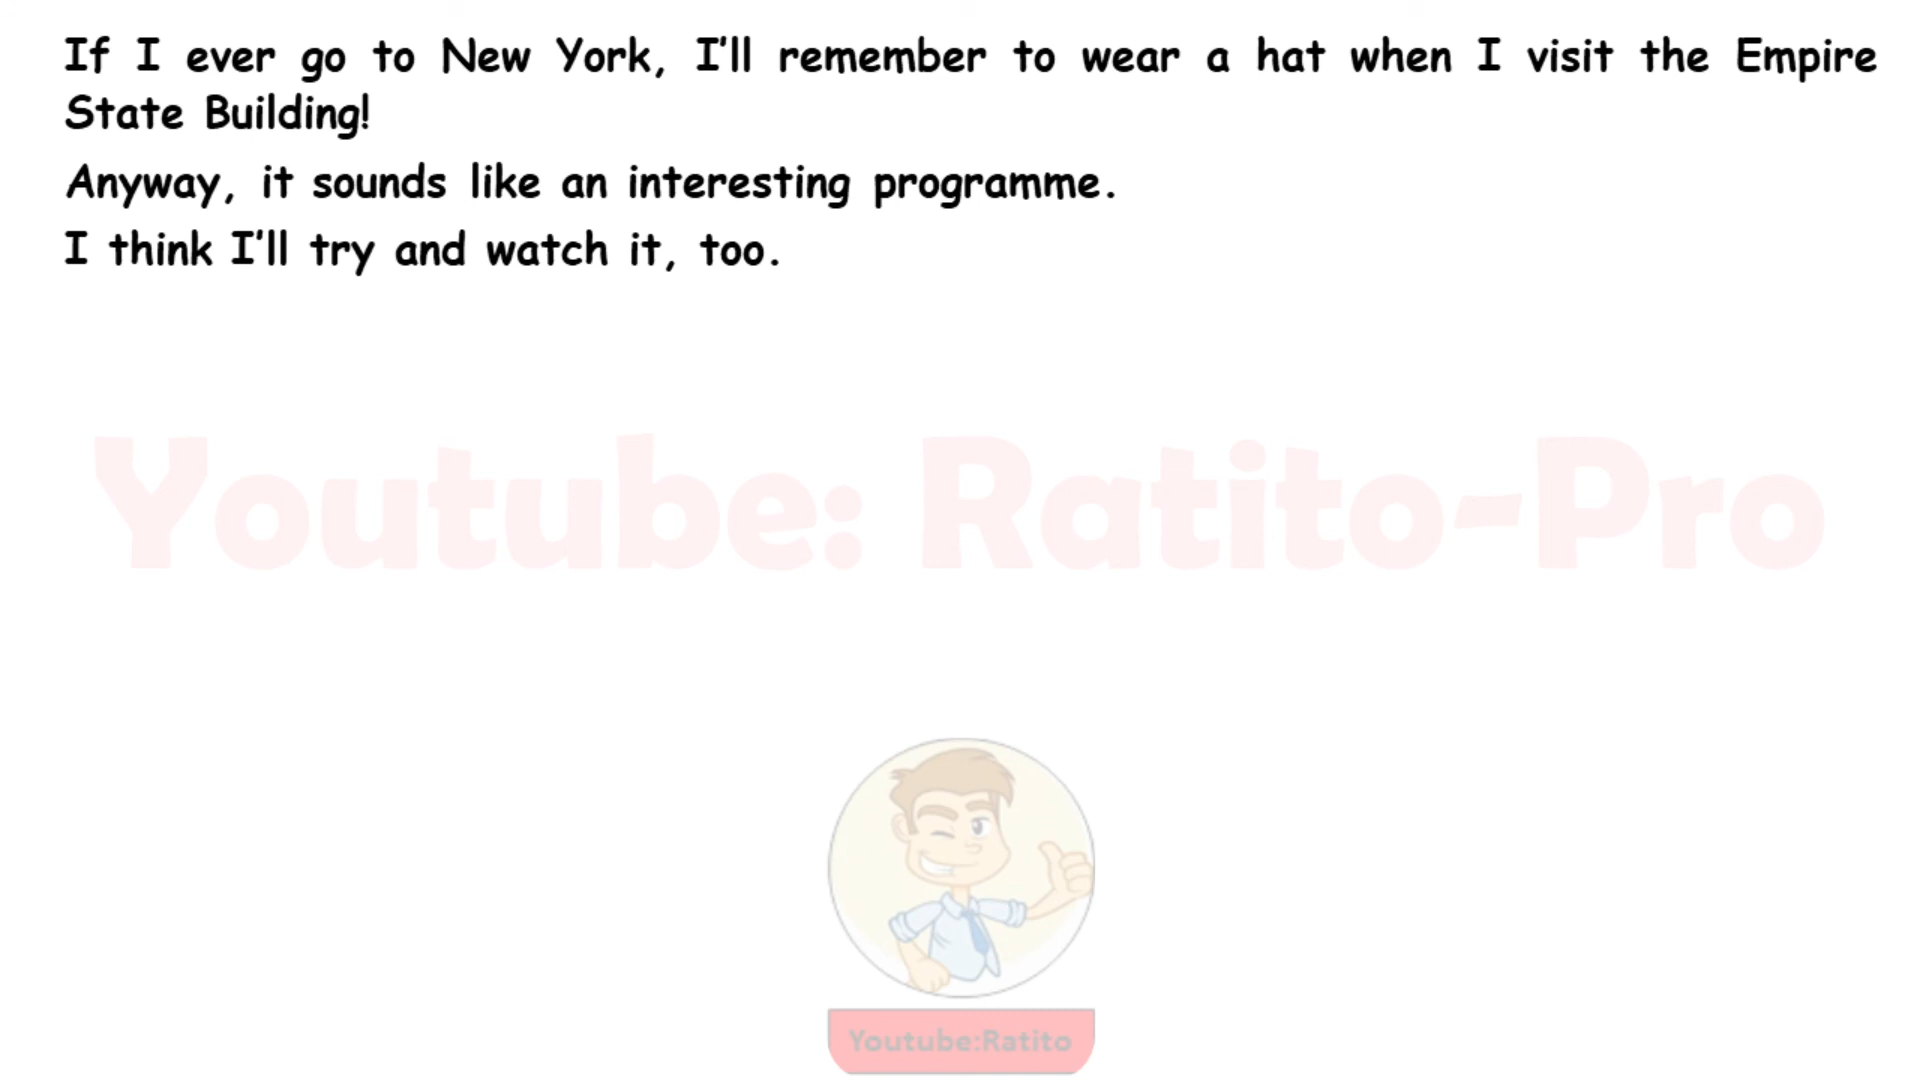 If I ever go to New York, I'll remember to wear a hat when I visit the Empire
State Building!
Anyway, it sounds like an interesting programme.
I think I'll try and watch it, too.
Youtube: Ratito-Pro
Youtube:Ratito